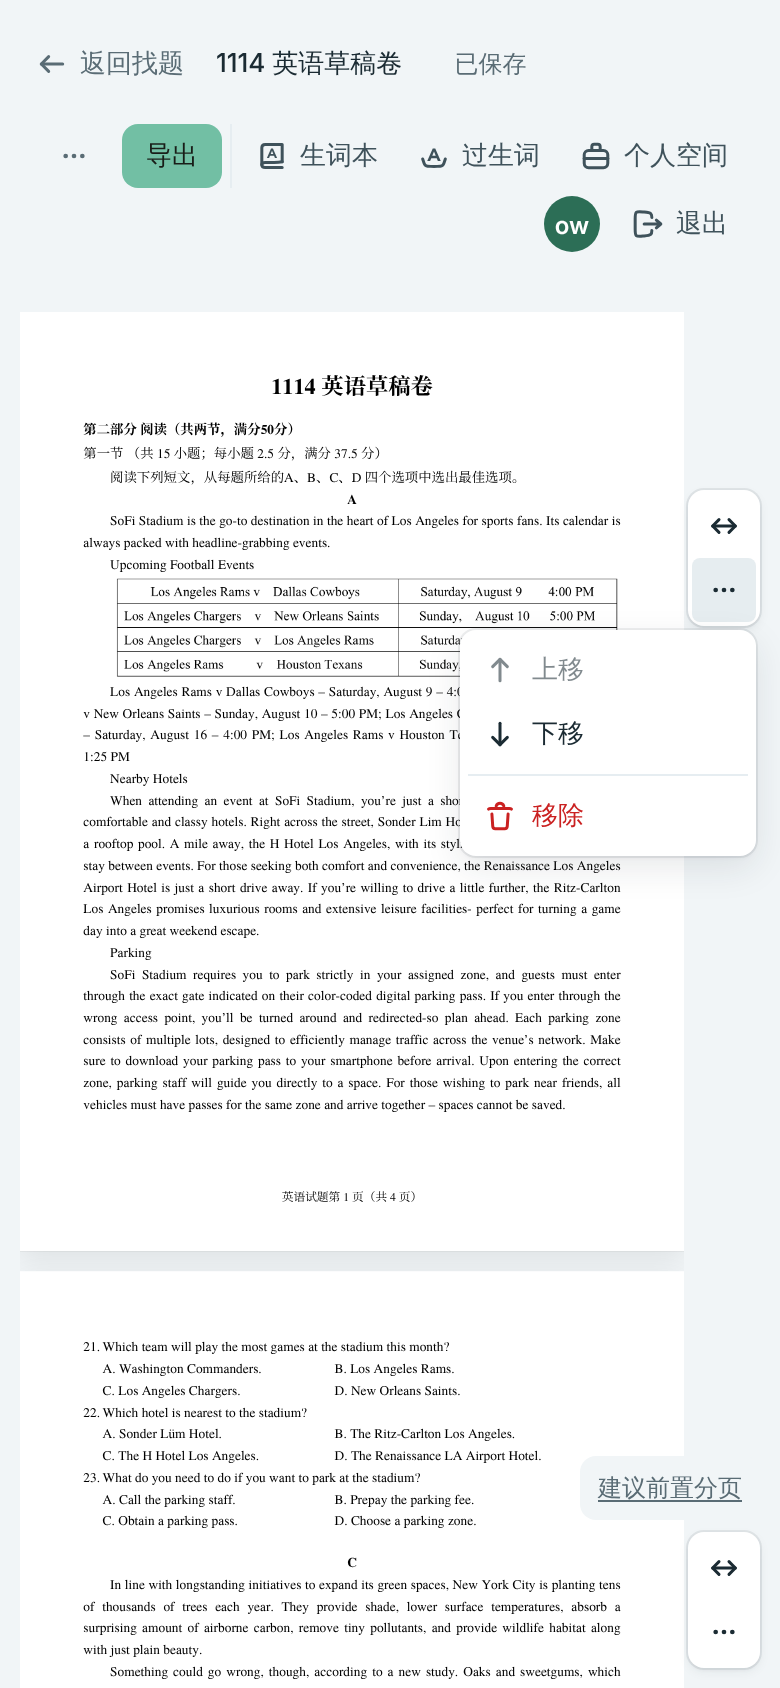 返回找题 1114 英语草稿卷 已保存
导出 生词本 过生词 个人空间
ow 退出
1114 英语草稿卷
第二部分 阅读（共两节，满分50分）
第一节 （共 15 小题；每小题 2.5 分，满分 37.5 分）
阅读下列短文，从每题所给的A、B、C、D 四个选项中选出最佳选项。
A
SoFi Stadium is the go-to destination in the heart of Los Angeles for sports fans. Its calendar is
always packed with headline-grabbing events.
Upcoming Football Events
Los Angeles Rams v Dallas Cowboys Saturday, August 9 4:00 PM
Los Angeles Chargers v New Orleans Saints Sunday, August 10 5:00 PM
Los Angeles Chargers v Los Angeles Rams Saturda
Los Angeles Rams v Houston Texans Sunday,
上移
下移
移除
Los Angeles Rams v Dallas Cowboys – Saturday, August 9 – 4:0
v New Orleans Saints – Sunday, August 10 – 5:00 PM; Los Angeles
– Saturday, August 16 – 4:00 PM; Los Angeles Rams v Houston
1:25 PM
Nearby Hotels
When attending an event at SoFi Stadium, you’re just a
comfortable and classy hotels. Right across the street, Sonder Lim
a rooftop pool. A mile away, the H Hotel Los Angeles, with its
stay between events. For those seeking both comfort and convenience, the Renaissance Los Angeles
Airport Hotel is just a short drive away. If you’re willing to drive a little further, the Ritz-Carlton
Los Angeles promises luxurious rooms and extensive leisure facilities- perfect for turning a game
day into a great weekend escape.
Parking
SoFi Stadium requires you to park strictly in your assigned zone, and guests must enter
through the exact gate indicated on their color-coded digital parking pass. If you enter through the
wrong access point, you’ll be turned around and redirected-so plan ahead. Each parking zone
consists of multiple lots, designed to efficiently manage traffic across the venue’s network. Make
sure to download your parking pass to your smartphone before arrival. Upon entering the correct
zone, parking staff will guide you directly to a space. For those wishing to park near friends, all
vehicles must have passes for the same zone and arrive together – spaces cannot be saved.
英语试题第 1 页（共 4 页）
21. Which team will play the most games at the stadium this month?
A. Washington Commanders. B. Los Angeles Rams.
C. Los Angeles Chargers. D. New Orleans Saints.
22. Which hotel is nearest to the stadium?
A. Sonder Lüm Hotel. B. The Ritz-Carlton Los Angeles.
C. The H Hotel Los Angeles. D. The Renaissance LA Airport Hotel.
23. What do you need to do if you want to park at the stadium?
A. Call the parking staff. B. Prepay the parking fee.
C. Obtain a parking pass. D. Choose a parking zone.
建议前置分页
C
In line with longstanding initiatives to expand its green spaces, New York City is planting tens
of thousands of trees each year. They provide shade, lower surface temperatures, absorb a
surprising amount of airborne carbon, remove tiny pollutants, and provide wildlife habitat along
with just plain beauty.
Something could go wrong, though, according to a new study. Oaks and sweetgums, which